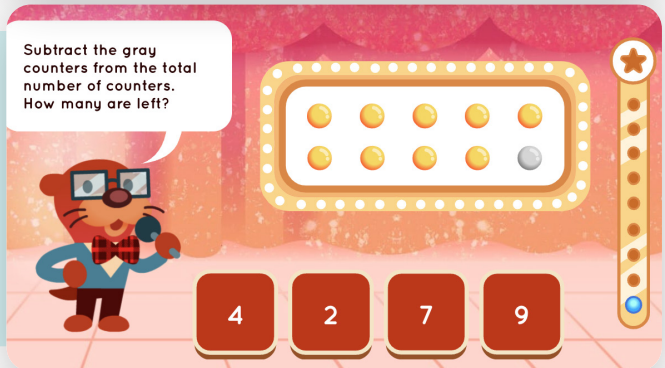 Subtract the gray
counters from the total
number of counters.
How many are left?
4 2 7 9